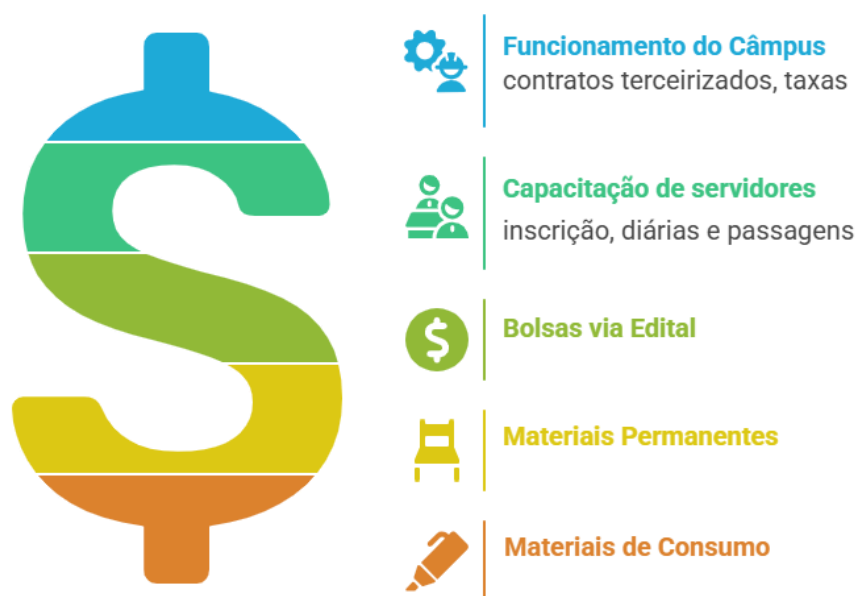 Funcionamento do Câmpus
contratos terceirizados, taxas
Capacitação de servidores
inscrição, diárias e passagens
Bolsas via Edital
Materiais Permanentes
Materiais de Consumo